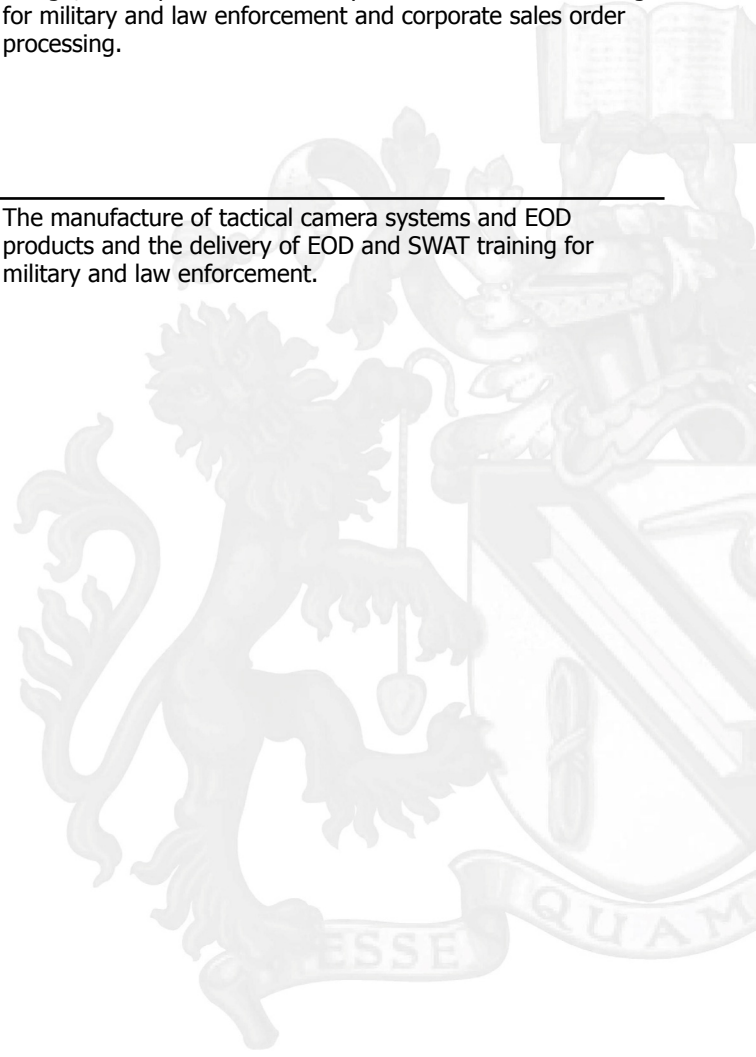 for military and law enforcement and corporate sales order
processing.
The manufacture of tactical camera systems and EOD
products and the delivery of EOD and SWAT training for
military and law enforcement.
ESSE
QUAM